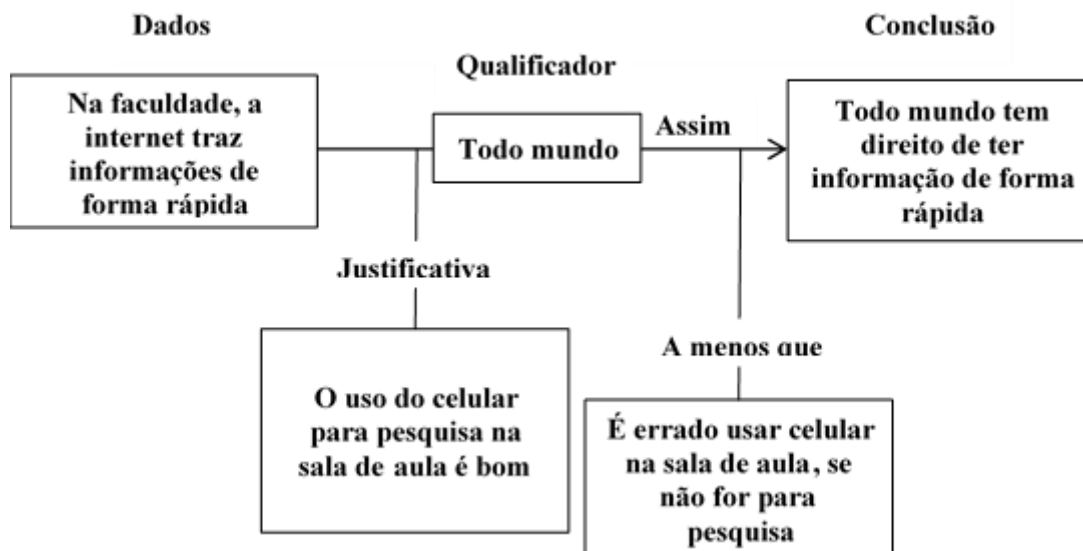 Dados
Conclusão
Qualificador
Na faculdade, a
internet traz
informações de
forma rápida
Todo mundo
Assim
Todo mundo tem
direito de ter
informação de forma
rápida
Justificativa
A menos que
O uso do celular
para pesquisa na
sala de aula é bom
É errado usar celular
na sala de aula, se
não for para
pesquisa